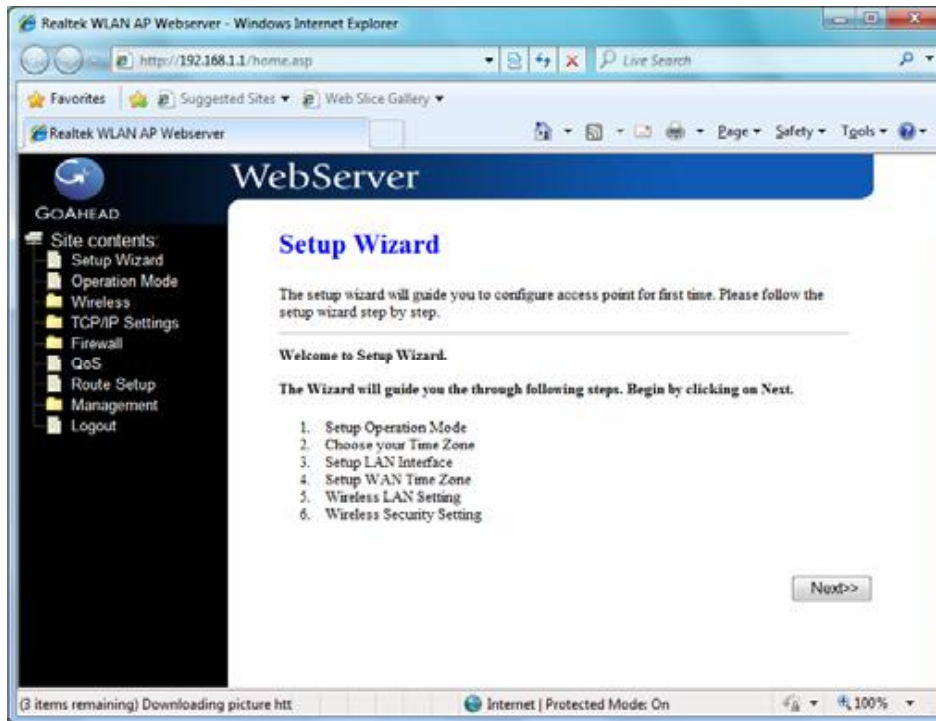 Realtek WLAN AP Webserver - Windows Internet Explorer
http://192.168.1.1/home.asp
Live Search
Favorites
Suggested Sites
Web Slice Gallery
Realtek WLAN AP Webserver
Page
Safety
Tools
WebServer
GOAHEAD
Site contents:
Setup Wizard
Operation Mode
Wireless
TCP/IP Settings
Firewall
QoS
Route Setup
Management
Logout
Setup Wizard
The setup wizard will guide you to configure access point for first time. Please follow the
setup wizard step by step.
Welcome to Setup Wizard.
The Wizard will guide you the through following steps. Begin by clicking on Next.
1. Setup Operation Mode
2. Choose your Time Zone
3. Setup LAN Interface
4. Setup WAN Time Zone
5. Wireless LAN Setting
6. Wireless Security Setting
Next>>
(3 items remaining) Downloading picture htt
Internet | Protected Mode: On
100%